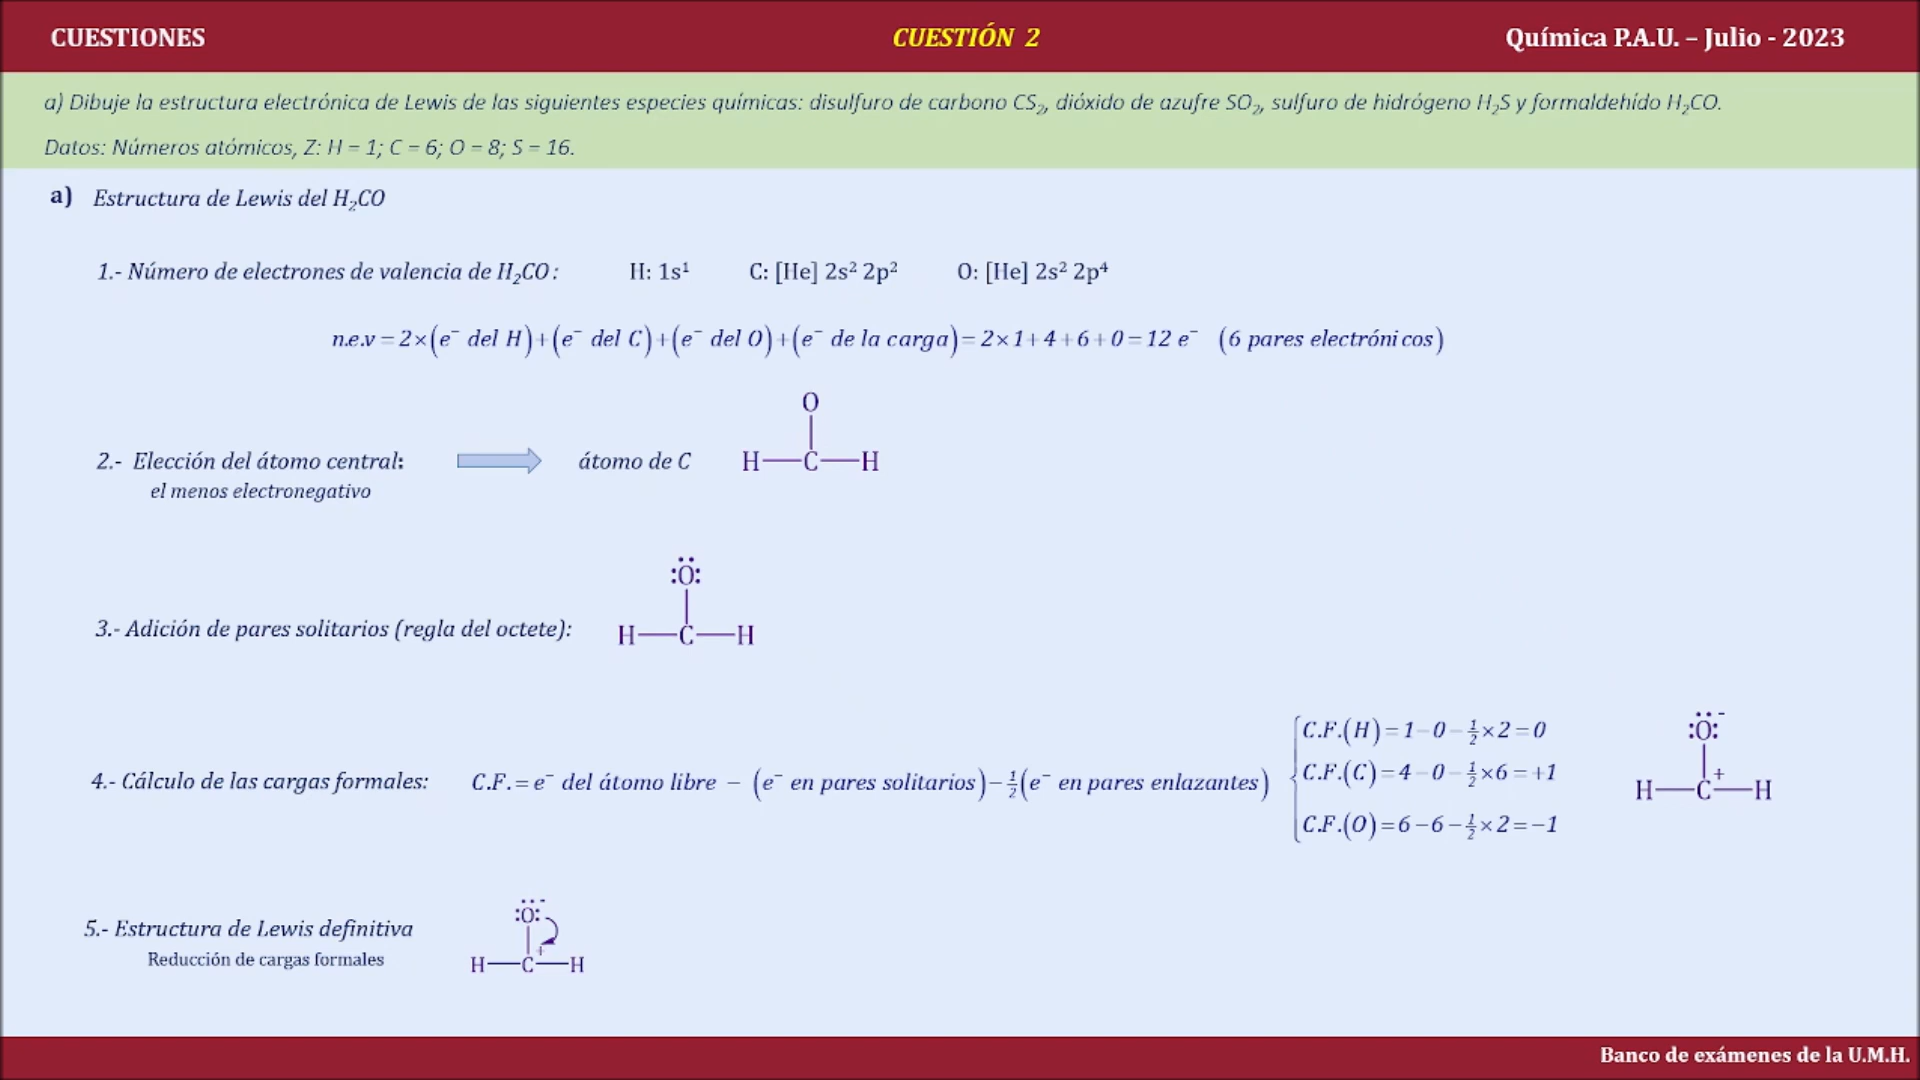 CUESTIONES
CUESTIÓN 2
Química P.A.U. – Julio - 2023
a) Dibuje la estructura electrónica de Lewis de las siguientes especies químicas: disulfuro de carbono CS₂, dióxido de azufre SO₂, sulfuro de hidrógeno H₂S y formaldehído H₂CO.
Datos: Números atómicos, Z: H = 1; C = 6; O = 8; S = 16.
a) Estructura de Lewis del H₂CO
1.- Número de electrones de valencia de H₂CO: H: 1s¹ C: [He] 2s² 2p² O: [He] 2s² 2p⁴
n.e.v = 2×(e⁻ del H)+(e⁻ del C)+(e⁻ del O)+(e⁻ de la carga)= 2×1+4+6+0=12 e⁻ (6 pares electrónicos)
O
2.- Elección del átomo central: átomo de C H—C—H
el menos electronegativo
:Ö:
3.- Adición de pares solitarios (regla del octete): H—C—H
4.- Cálculo de las cargas formales: C.F.= e⁻ del átomo libre − (e⁻ en pares solitarios)−½(e⁻ en pares enlazantes)
C.F.(H)=1−0−½×2=0
C.F.(C)=4−0−½×6=+1
C.F.(O)=6−6−½×2=−1
:Ö:⁻
H—C⁺—H
:Ö:⁻
5.- Estructura de Lewis definitiva
Reducción de cargas formales
H—C⁺—H
Banco de exámenes de la U.M.H.